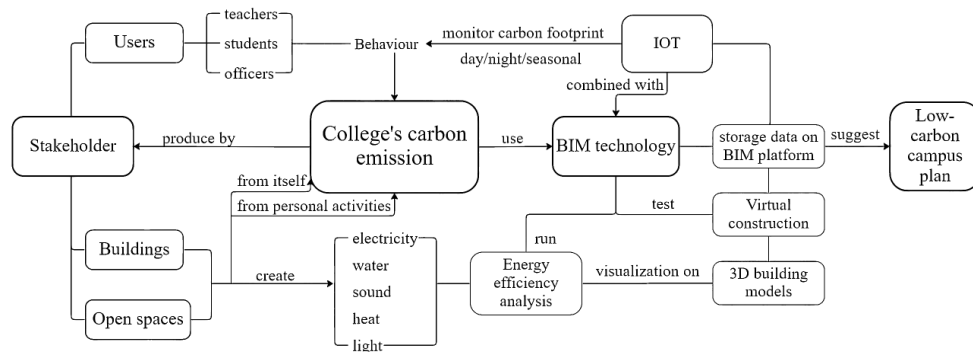 teachers
Users
students
officers
Behaviour
monitor carbon footprint
day/night/seasonal
IOT
combined with
Stakeholder
produce by
College's carbon
emission
use
BIM technology
storage data on
BIM platform
suggest
Low-
carbon
campus
plan
from itself
from personal activities
test
Virtual
construction
Buildings
Open spaces
create
electricity
water
sound
heat
light
run
Energy
efficiency
analysis
visualization on
3D building
models